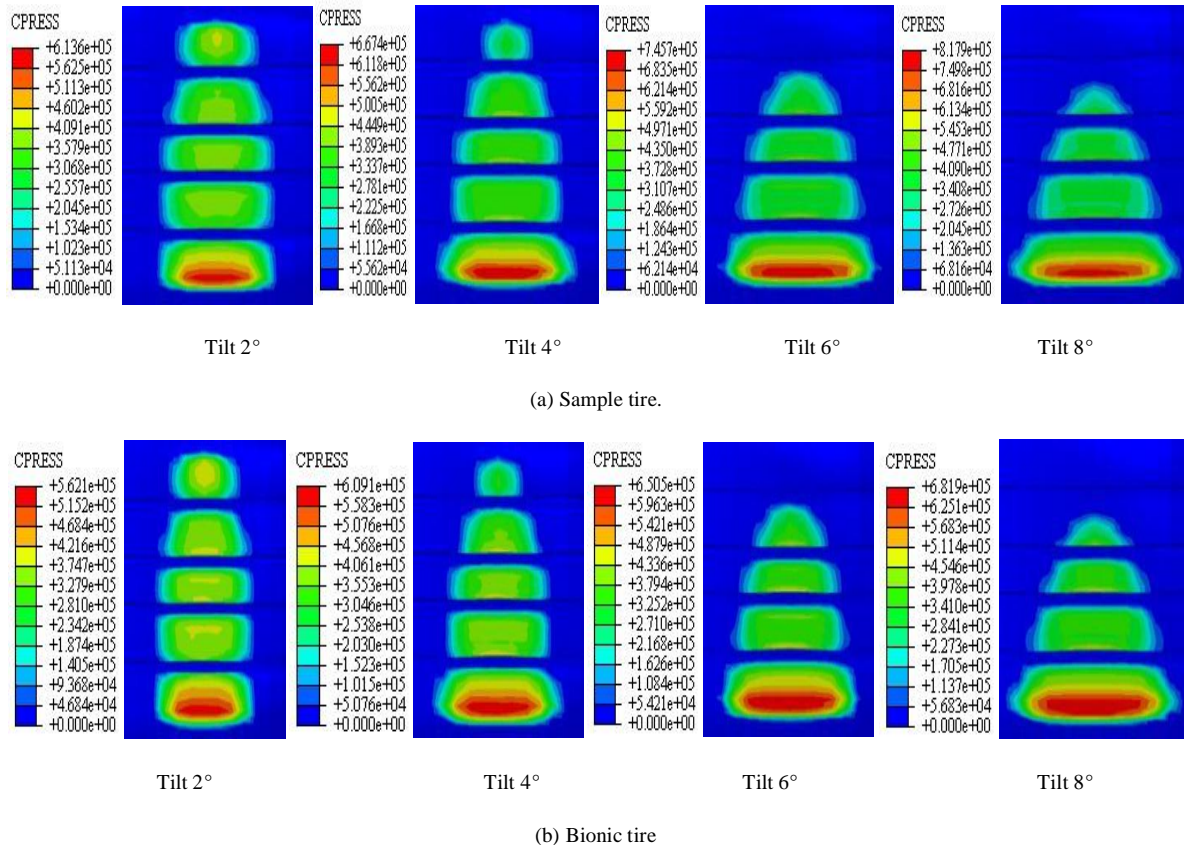 CPRESS
+6.136e+05
+5.625e+05
+5.113e+05
+4.602e+05
+4.091e+05
+3.579e+05
+3.068e+05
+2.557e+05
+2.045e+05
+1.534e+05
+1.023e+05
+5.113e+04
+0.000e+00
CPRESS
+6.674e+05
+6.118e+05
+5.562e+05
+5.005e+05
+4.449e+05
+3.893e+05
+3.337e+05
+2.781e+05
+2.225e+05
+1.668e+05
+1.112e+05
+5.562e+04
+0.000e+00
CPRESS
+7.457e+05
+6.835e+05
+6.214e+05
+5.592e+05
+4.971e+05
+4.350e+05
+3.728e+05
+3.107e+05
+2.486e+05
+1.864e+05
+1.243e+05
+6.214e+04
+0.000e+00
CPRESS
+8.179e+05
+7.498e+05
+6.816e+05
+6.134e+05
+5.453e+05
+4.771e+05
+4.090e+05
+3.408e+05
+2.726e+05
+2.045e+05
+1.363e+05
+6.816e+04
+0.000e+00
Tilt 2°
Tilt 4°
Tilt 6°
Tilt 8°
(a) Sample tire.
CPRESS
+5.621e+05
+5.152e+05
+4.684e+05
+4.216e+05
+3.747e+05
+3.279e+05
+2.810e+05
+2.342e+05
+1.874e+05
+1.405e+05
+9.368e+04
+4.684e+04
+0.000e+00
CPRESS
+6.091e+05
+5.583e+05
+5.076e+05
+4.568e+05
+4.061e+05
+3.553e+05
+3.046e+05
+2.538e+05
+2.030e+05
+1.523e+05
+1.015e+05
+5.076e+04
+0.000e+00
CPRESS
+6.505e+05
+5.963e+05
+5.421e+05
+4.879e+05
+4.336e+05
+3.794e+05
+3.252e+05
+2.710e+05
+2.168e+05
+1.626e+05
+1.084e+05
+5.421e+04
+0.000e+00
CPRESS
+6.819e+05
+6.251e+05
+5.683e+05
+5.114e+05
+4.546e+05
+3.978e+05
+3.410e+05
+2.841e+05
+2.273e+05
+1.705e+05
+1.137e+05
+5.683e+04
+0.000e+00
Tilt 2°
Tilt 4°
Tilt 6°
Tilt 8°
(b) Bionic tire